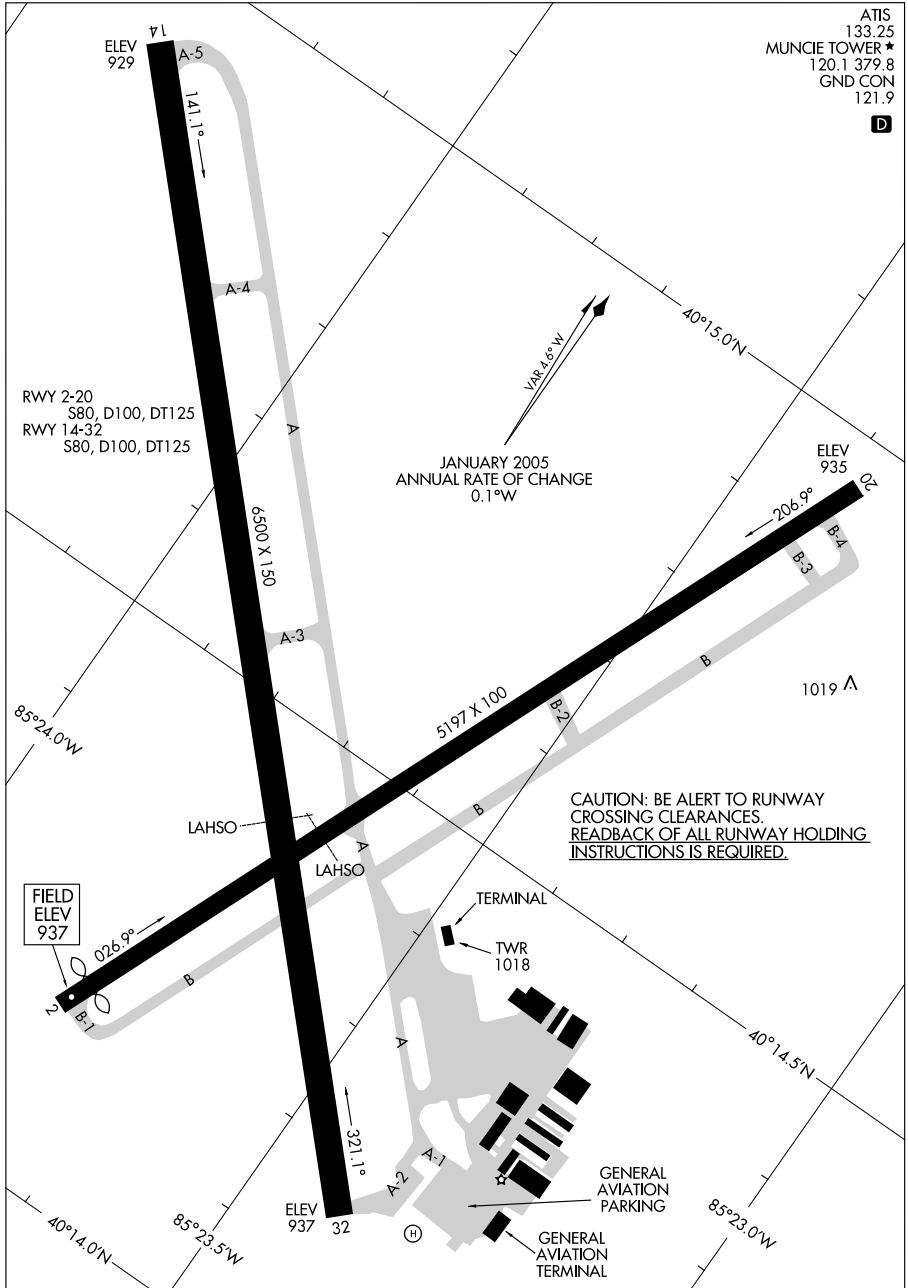 ATIS
133.25
MUNCIE TOWER ★
120.1 379.8
GND CON
121.9
D
14
ELEV
929
A-5
141.1°
A-4
40°15.0'N
VAR 4.6° W
RWY 2-20
S80, D100, DT125
RWY 14-32
S80, D100, DT125
A
JANUARY 2005
ANNUAL RATE OF CHANGE
0.1°W
ELEV
935
20
206.9°
B-4
B-3
6500 X 150
A-3
B
1019
5197 X 100
B-2
85°24.0'W
CAUTION: BE ALERT TO RUNWAY
CROSSING CLEARANCES.
READBACK OF ALL RUNWAY HOLDING
INSTRUCTIONS IS REQUIRED.
B
LAHSO
A
LAHSO
FIELD
ELEV
937
TERMINAL
026.9°
TWR
1018
B
2
B-1
A
40°14.5'N
321.1°
A-1
A-2
GENERAL
AVIATION
PARKING
ELEV
937
32
H
85°23.0'W
40°14.0'N
85°23.5'W
GENERAL
AVIATION
TERMINAL